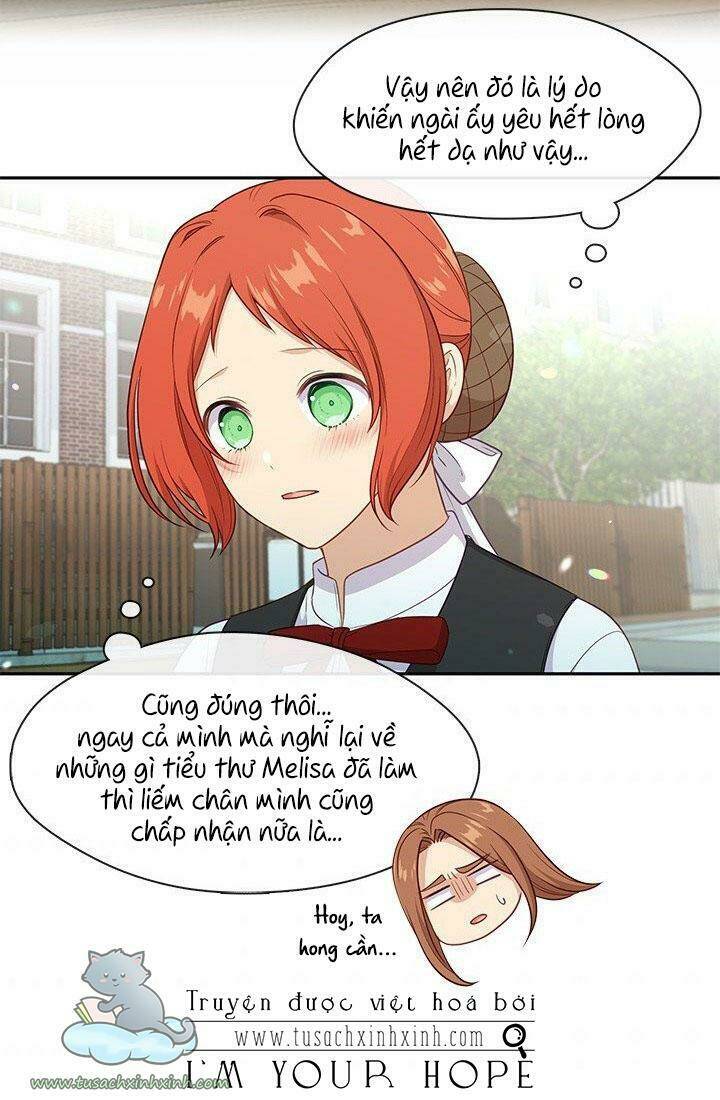 Vậy nên đó là lý do
khiến ngài ấy yêu hết lòng
hết dạ như vậy...
Cũng đúng thôi...
ngay cả mình mà nghĩ lại về
những gì tiểu thư Melisa đã làm
thì liếm chân mình cũng
chấp nhận nữa là...
Hoy, ta
hong cần...
Truyện được việt hoá bởi
www.tusachxinhxinh.com
I'M YOUR HOPE
www.tusachxinhxinh.com